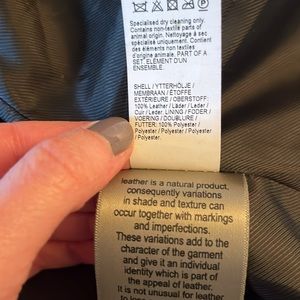 Specialised dry cleaning only.
Contains non-textile parts of
animal origin. Nettoyage à sec
uniquement. Contient
des éléments non textiles
d'origine animale. PART OF A
SET. ELEMENT D'UN
ENSEMBLE.
SHELL / YTTERHÖLJE /
MEMBRAAN / ÉTOFFE
EXTÉRIEURE / OBERSTOFF:
100% Leather / Läder / Leder /
Cuir / Leder. LINING / FODER /
VOERING / DOUBLURE /
FUTTER: 100% Polyester /
Polyester / Polyester /
Polyester / Polyester.
leather is a natural product,
consequently variations
in shade and texture can
occur together with markings
and imperfections.
These variations add to the
character of the garment
and give it an individual
identity which is part of
the appeal of leather.
It is not unusual for leather